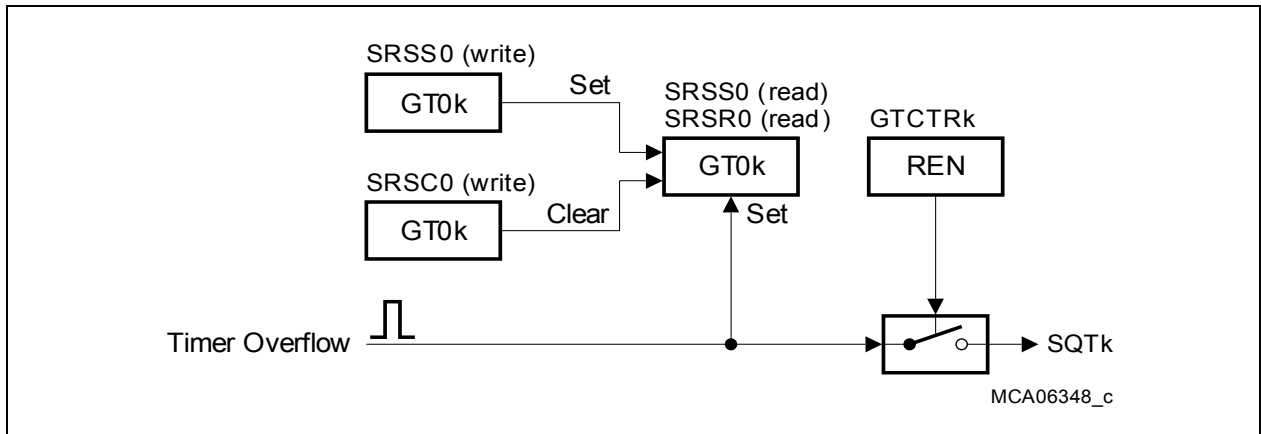 SRSS0 (write)
GT0k
Set
SRSS0 (read)
SRSR0 (read)
GT0k
GTCTRk
REN
SRSC0 (write)
GT0k
Clear
Set
Timer Overflow
SQTk
MCA06348_c